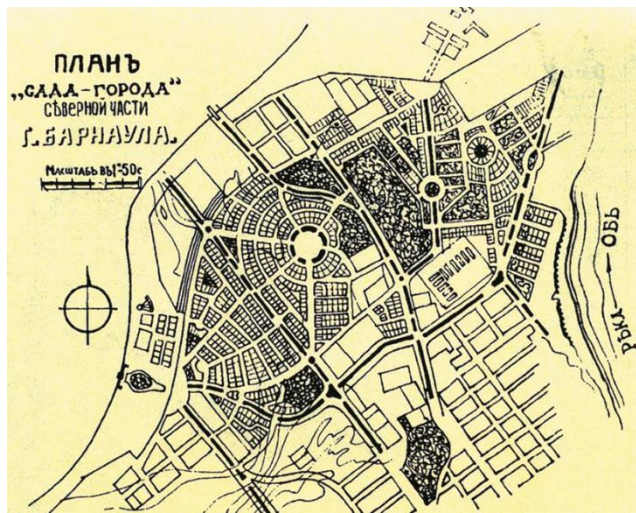 ПЛАНЪ
„САДА-ГОРОДА“
СѢВЕРНОЙ ЧАСТИ
Г. БАРНАУЛА.
МАСШТАБЪ ВЪ 1"50С
РѢКА ОБЬ